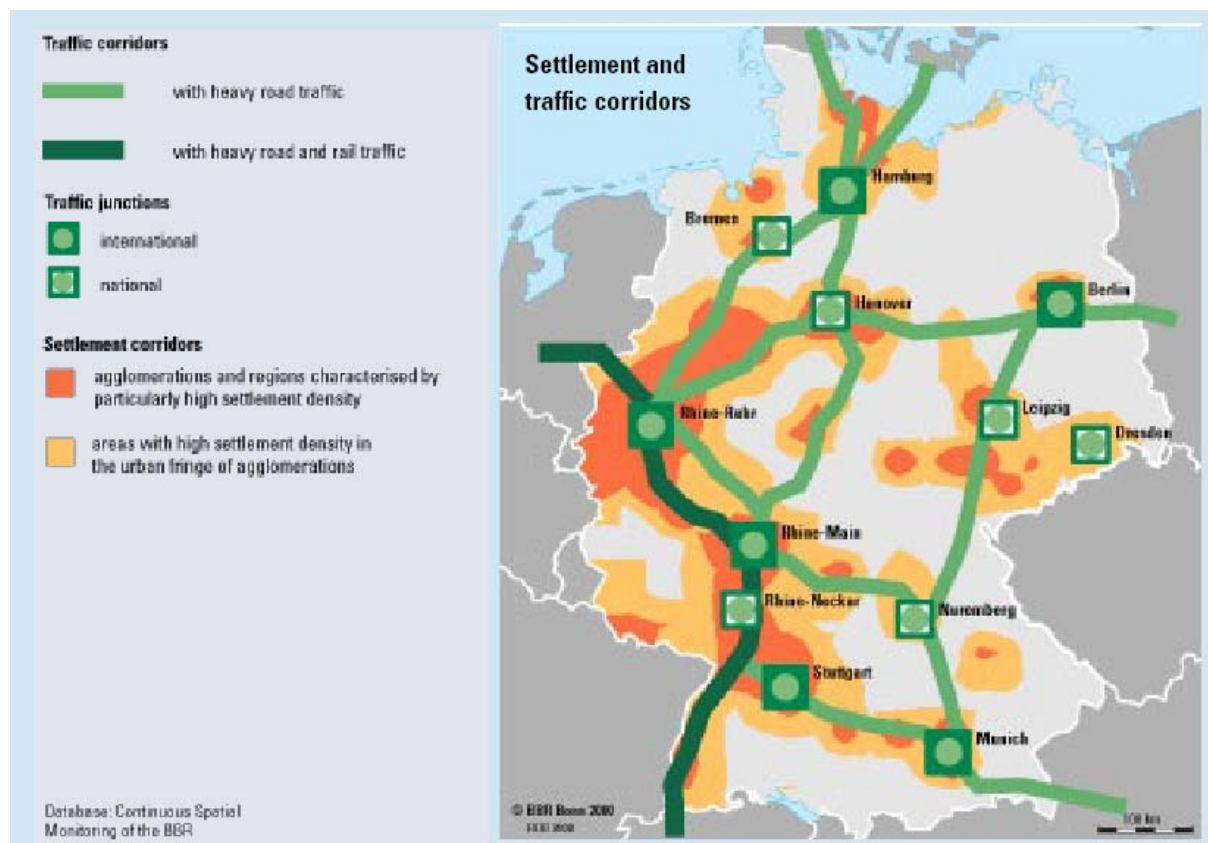 Traffic corridors
with heavy road traffic
with heavy road and rail traffic
Traffic junctions
international
national
Settlement corridors
agglomerations and regions characterised by
particularly high settlement density
areas with high settlement density in
the urban fringe of agglomerations
Database: Continuous Spatial
Monitoring of the BBR
Settlement and
traffic corridors
Hamburg
Bremen
Hanover
Berlin
Rhine-Ruhr
Leipzig
Dresden
Rhine-Main
Rhine-Neckar
Nuremberg
Stuttgart
Munich
© BBR Bonn 2000
100 km